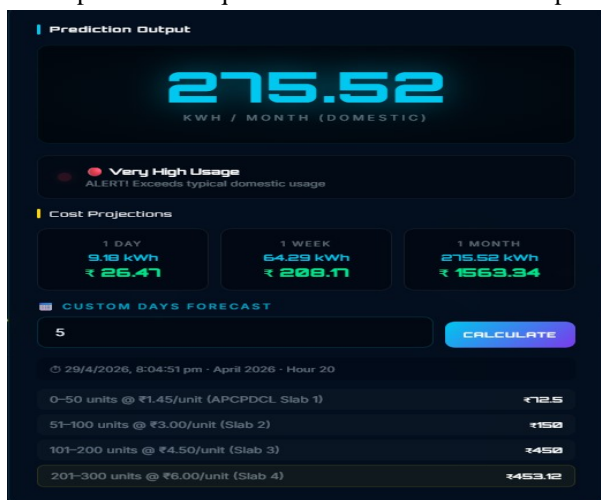 Prediction Output
275.52
KWH / MONTH (DOMESTIC)
Very High Usage
ALERT! Exceeds typical domestic usage
Cost Projections
1 DAY
9.18 kWh
₹ 26.47
1 WEEK
64.29 kWh
₹ 208.17
1 MONTH
275.52 kWh
₹ 1563.34
CUSTOM DAYS FORECAST
5
CALCULATE
29/4/2026, 8:04:51 pm · April 2026 · Hour 20
0–50 units @ ₹1.45/unit (APCPDCL Slab 1) ₹72.5
51–100 units @ ₹3.00/unit (Slab 2) ₹150
101–200 units @ ₹4.50/unit (Slab 3) ₹450
201–300 units @ ₹6.00/unit (Slab 4) ₹453.12